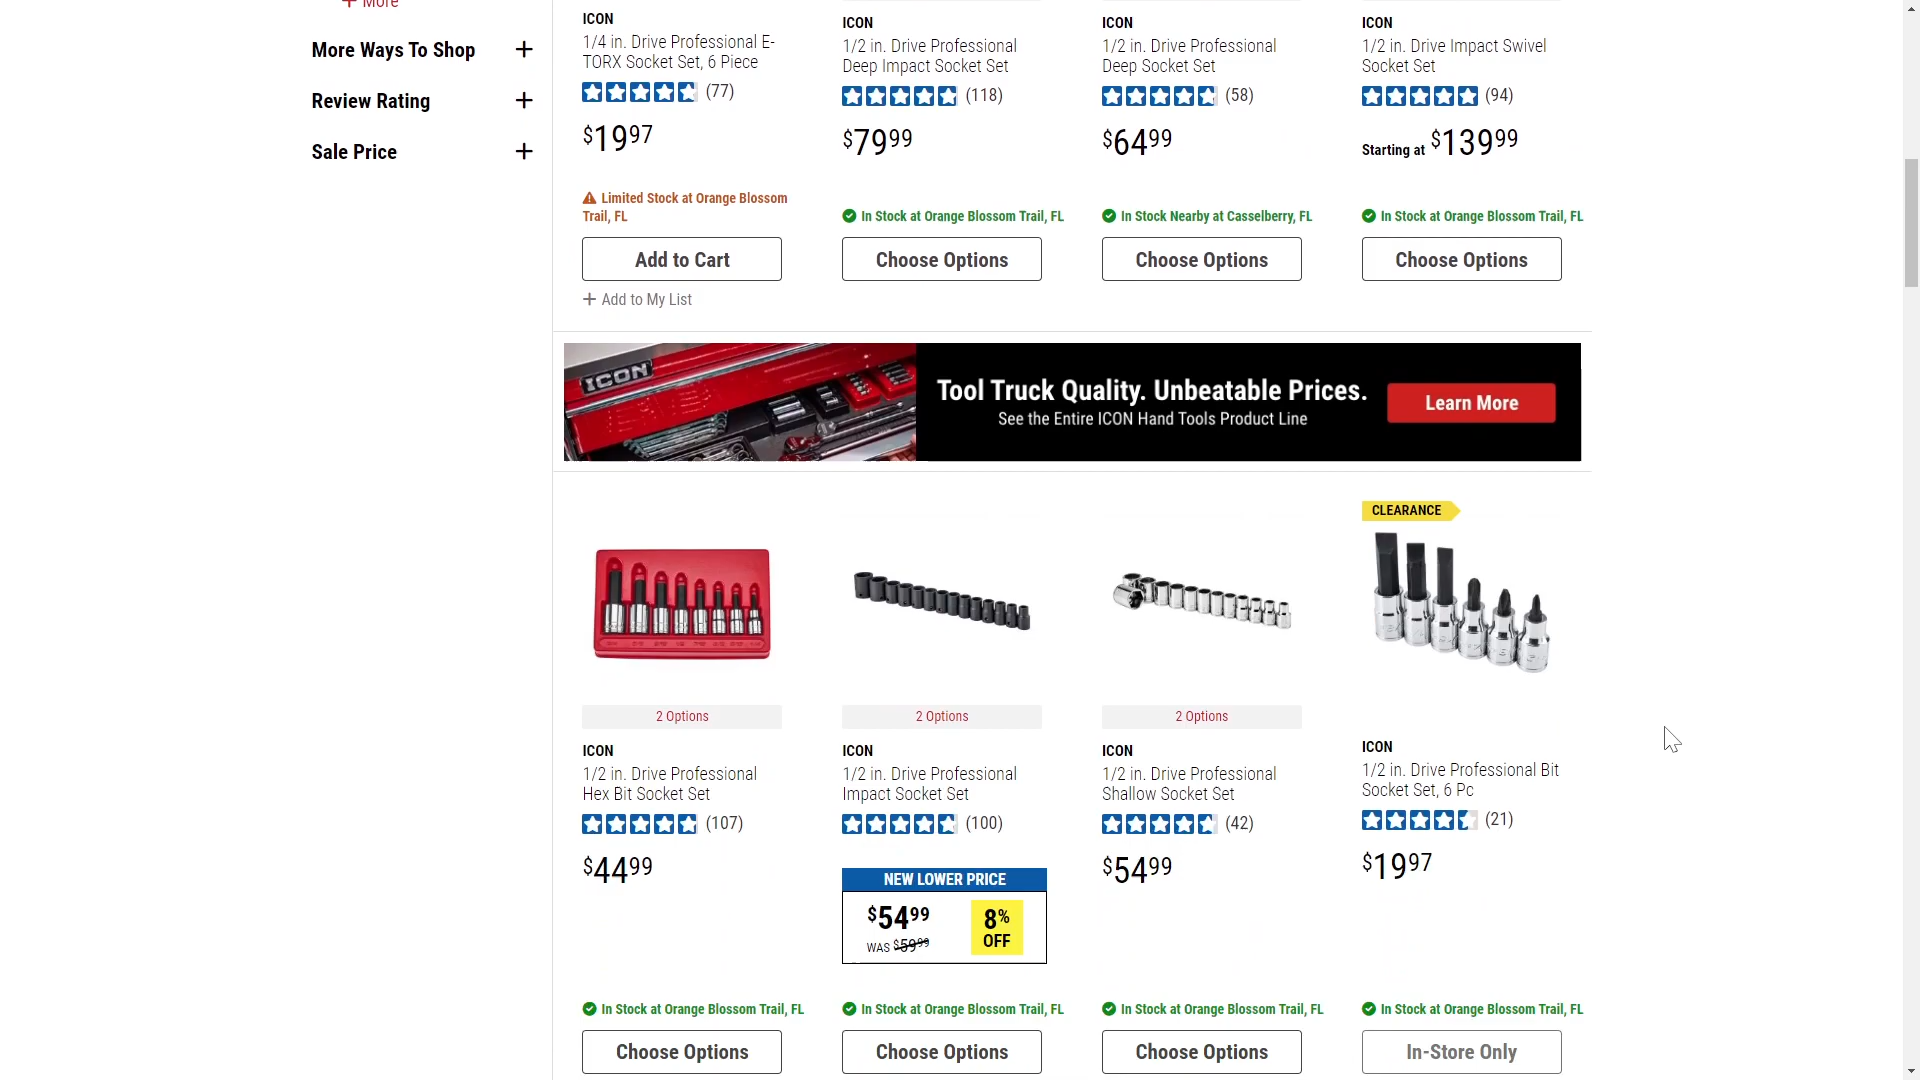 + More
More Ways To Shop +
Review Rating +
Sale Price +
ICON
1/4 in. Drive Professional E-
TORX Socket Set, 6 Piece
(77)
$19 97
Limited Stock at Orange Blossom
Trail, FL
Add to Cart
+ Add to My List
ICON
1/2 in. Drive Professional
Deep Impact Socket Set
(118)
$79 99
In Stock at Orange Blossom Trail, FL
Choose Options
ICON
1/2 in. Drive Professional
Deep Socket Set
(58)
$64 99
In Stock Nearby at Casselberry, FL
Choose Options
ICON
1/2 in. Drive Impact Swivel
Socket Set
(94)
Starting at $139 99
In Stock at Orange Blossom Trail, FL
Choose Options
ICON
Tool Truck Quality. Unbeatable Prices.
See the Entire ICON Hand Tools Product Line
Learn More
2 Options
ICON
1/2 in. Drive Professional
Hex Bit Socket Set
(107)
$44 99
In Stock at Orange Blossom Trail, FL
Choose Options
2 Options
ICON
1/2 in. Drive Professional
Impact Socket Set
(100)
NEW LOWER PRICE
$54 99
WAS $59 99
8%
OFF
In Stock at Orange Blossom Trail, FL
Choose Options
2 Options
ICON
1/2 in. Drive Professional
Shallow Socket Set
(42)
$54 99
In Stock at Orange Blossom Trail, FL
Choose Options
CLEARANCE
ICON
1/2 in. Drive Professional Bit
Socket Set, 6 Pc
(21)
$19 97
In Stock at Orange Blossom Trail, FL
In-Store Only